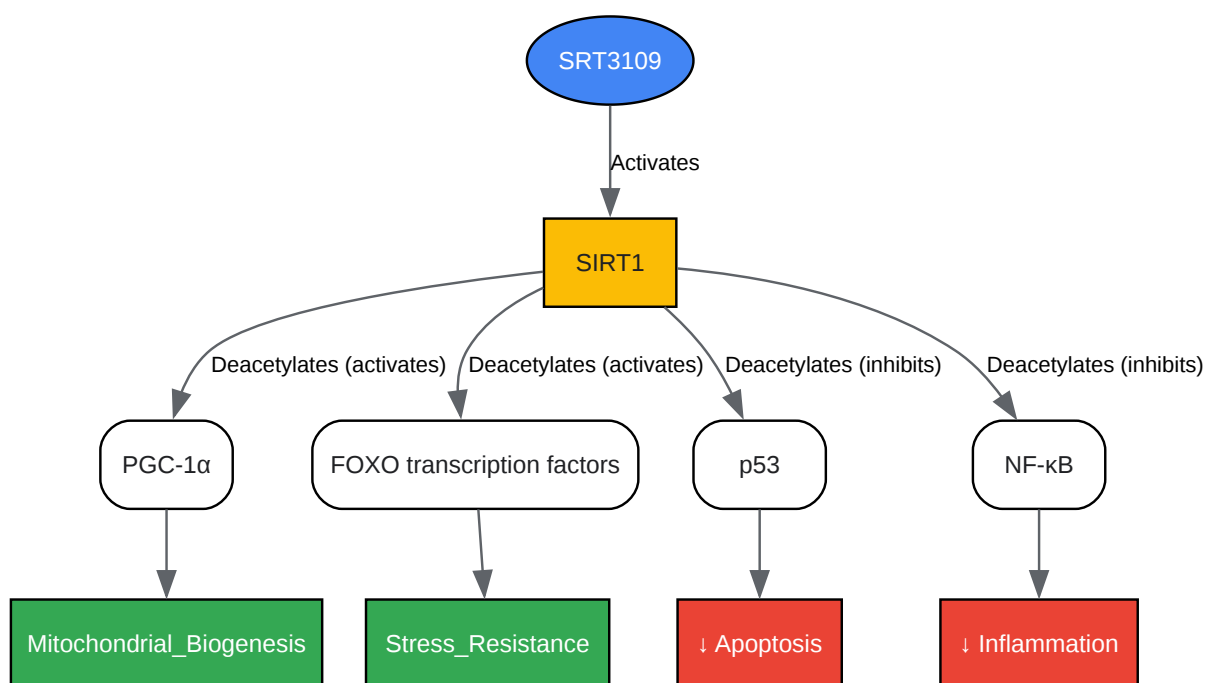 SRT3109
Activates
SIRT1
Deacetylates (activates)
Deacetylates (activates)
Deacetylates (inhibits)
Deacetylates (inhibits)
PGC-1α
FOXO transcription factors
p53
NF-κB
Mitochondrial_Biogenesis
Stress_Resistance
↓ Apoptosis
↓ Inflammation